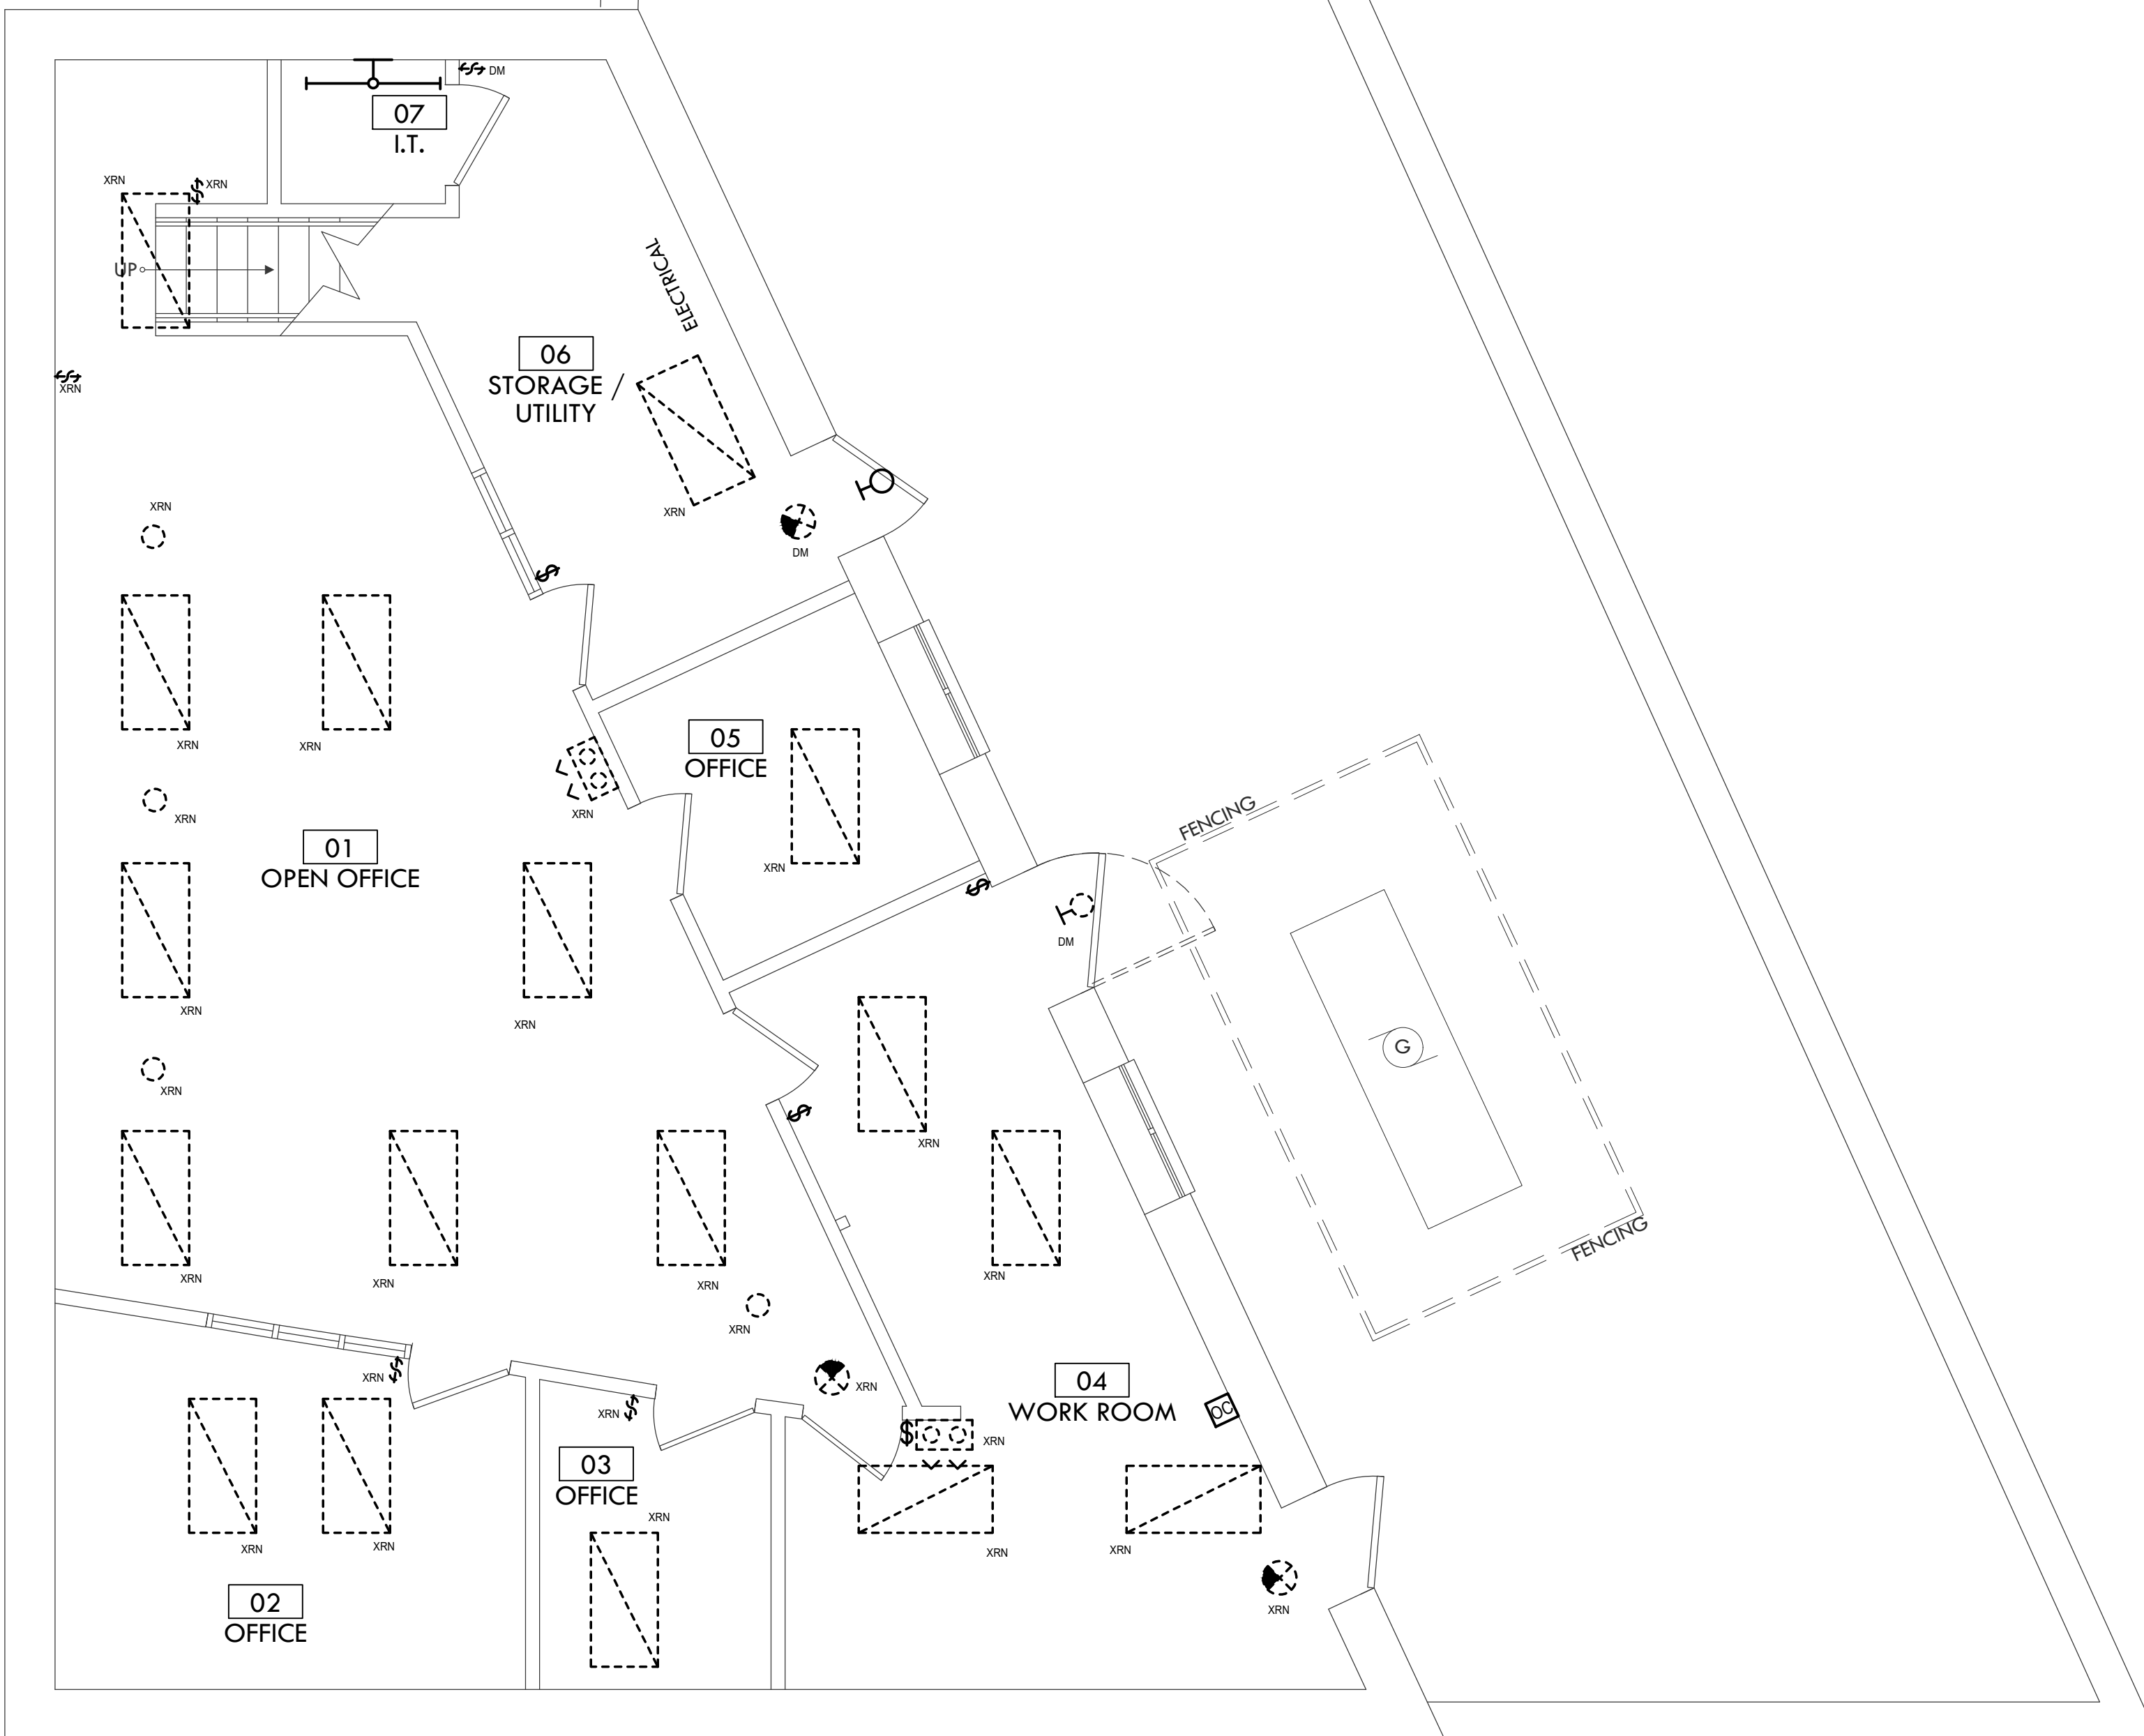 DM
07
I.T.
XRN
XRN
UP
ELECTRICAL
06
STORAGE /
UTILITY
XRN
XRN
XRN
DM
$
XRN
XRN
05
OFFICE
XRN
XRN
FENCING
01
OPEN OFFICE
XRN
$
DM
XRN
XRN
G
XRN
$
XRN
FENCING
XRN
XRN
XRN
XRN
XRN
XRN
XRN
04
WORK ROOM
OC
XRN
$
XRN
03
OFFICE
XRN
XRN
XRN
XRN
XRN
02
OFFICE
XRN